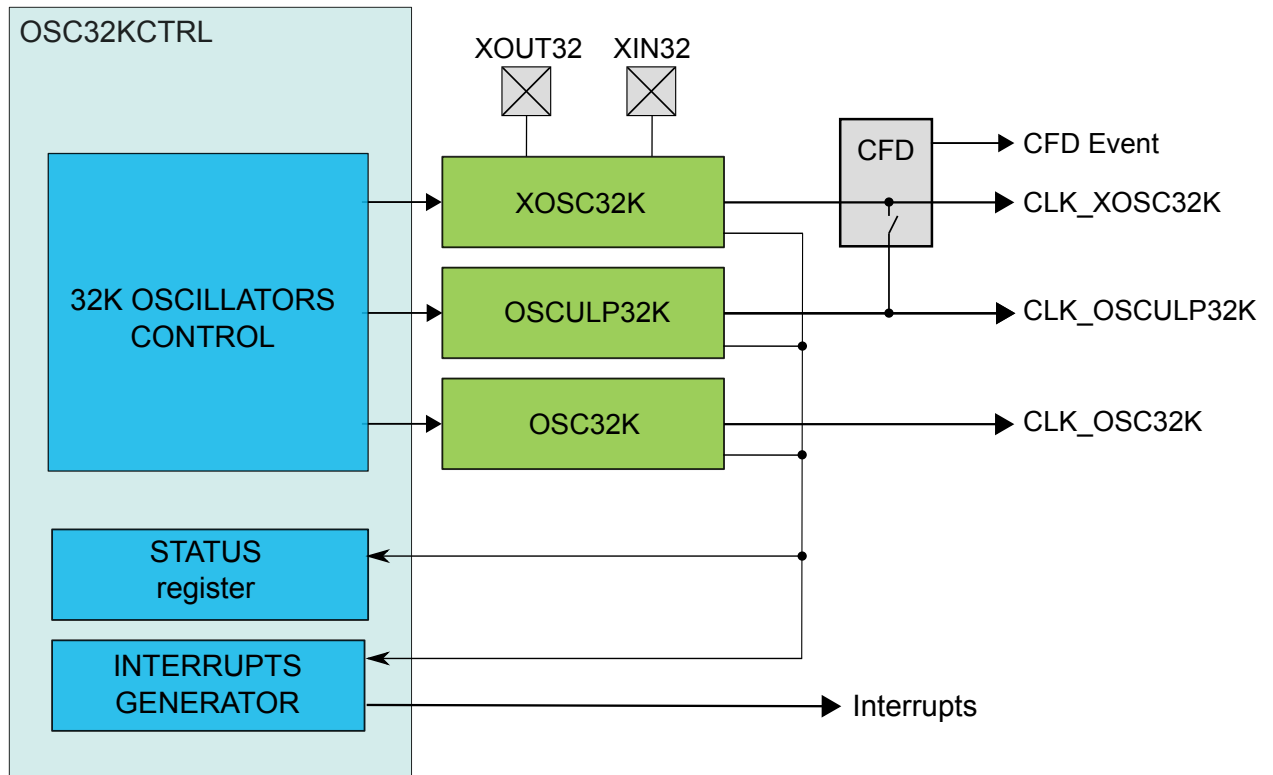 OSC32KCTRL
XOUT32
XIN32
CFD
CFD Event
XOSC32K
CLK_XOSC32K
32K OSCILLATORS
CONTROL
OSCULP32K
CLK_OSCULP32K
OSC32K
CLK_OSC32K
STATUS
register
INTERRUPTS
GENERATOR
Interrupts